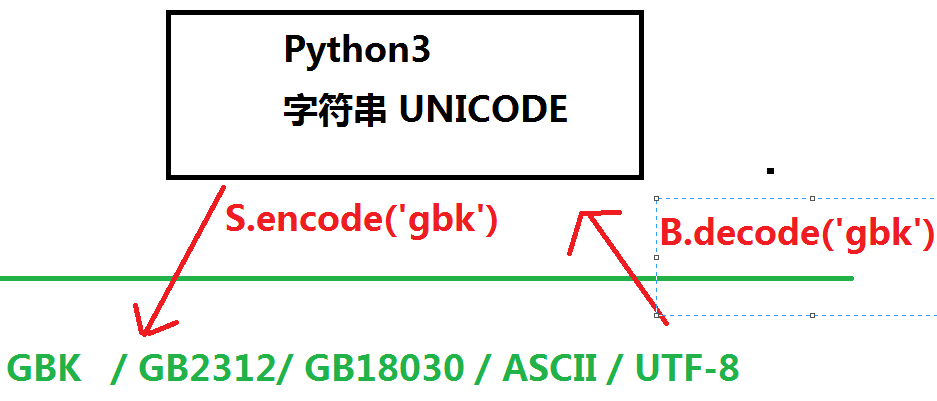 Python3
字符串 UNICODE
S.encode('gbk')
B.decode('gbk')
GBK / GB2312/ GB18030 / ASCII / UTF-8